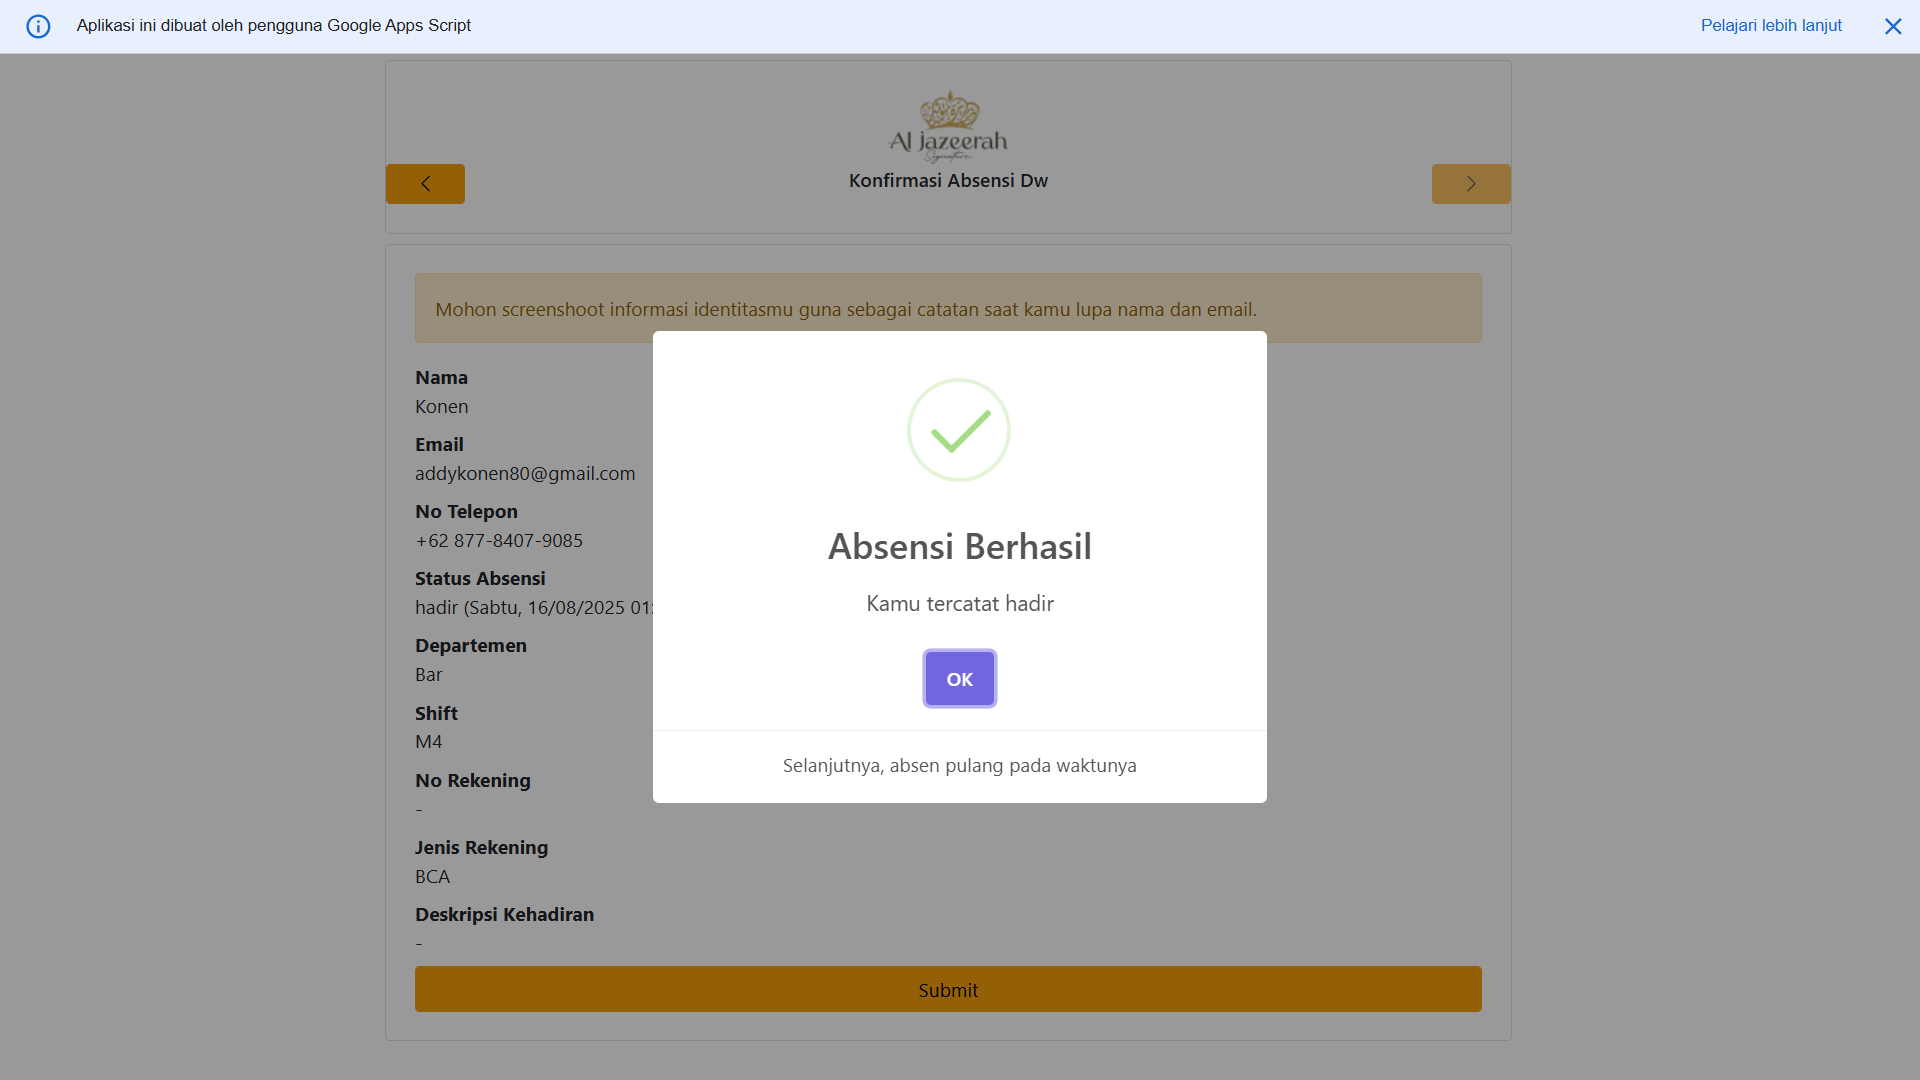 Aplikasi ini dibuat oleh pengguna Google Apps Script
Pelajari lebih lanjut
Al jazeerah
Signature
Konfirmasi Absensi Dw
Mohon screenshoot informasi identitasmu guna sebagai catatan saat kamu lupa nama dan email.
Nama
Konen
Email
addykonen80@gmail.com
No Telepon
+62 877-8407-9085
Status Absensi
hadir (Sabtu, 16/08/2025 01:
Departemen
Bar
Shift
M4
No Rekening
-
Jenis Rekening
BCA
Deskripsi Kehadiran
-
Submit
Absensi Berhasil
Kamu tercatat hadir
OK
Selanjutnya, absen pulang pada waktunya